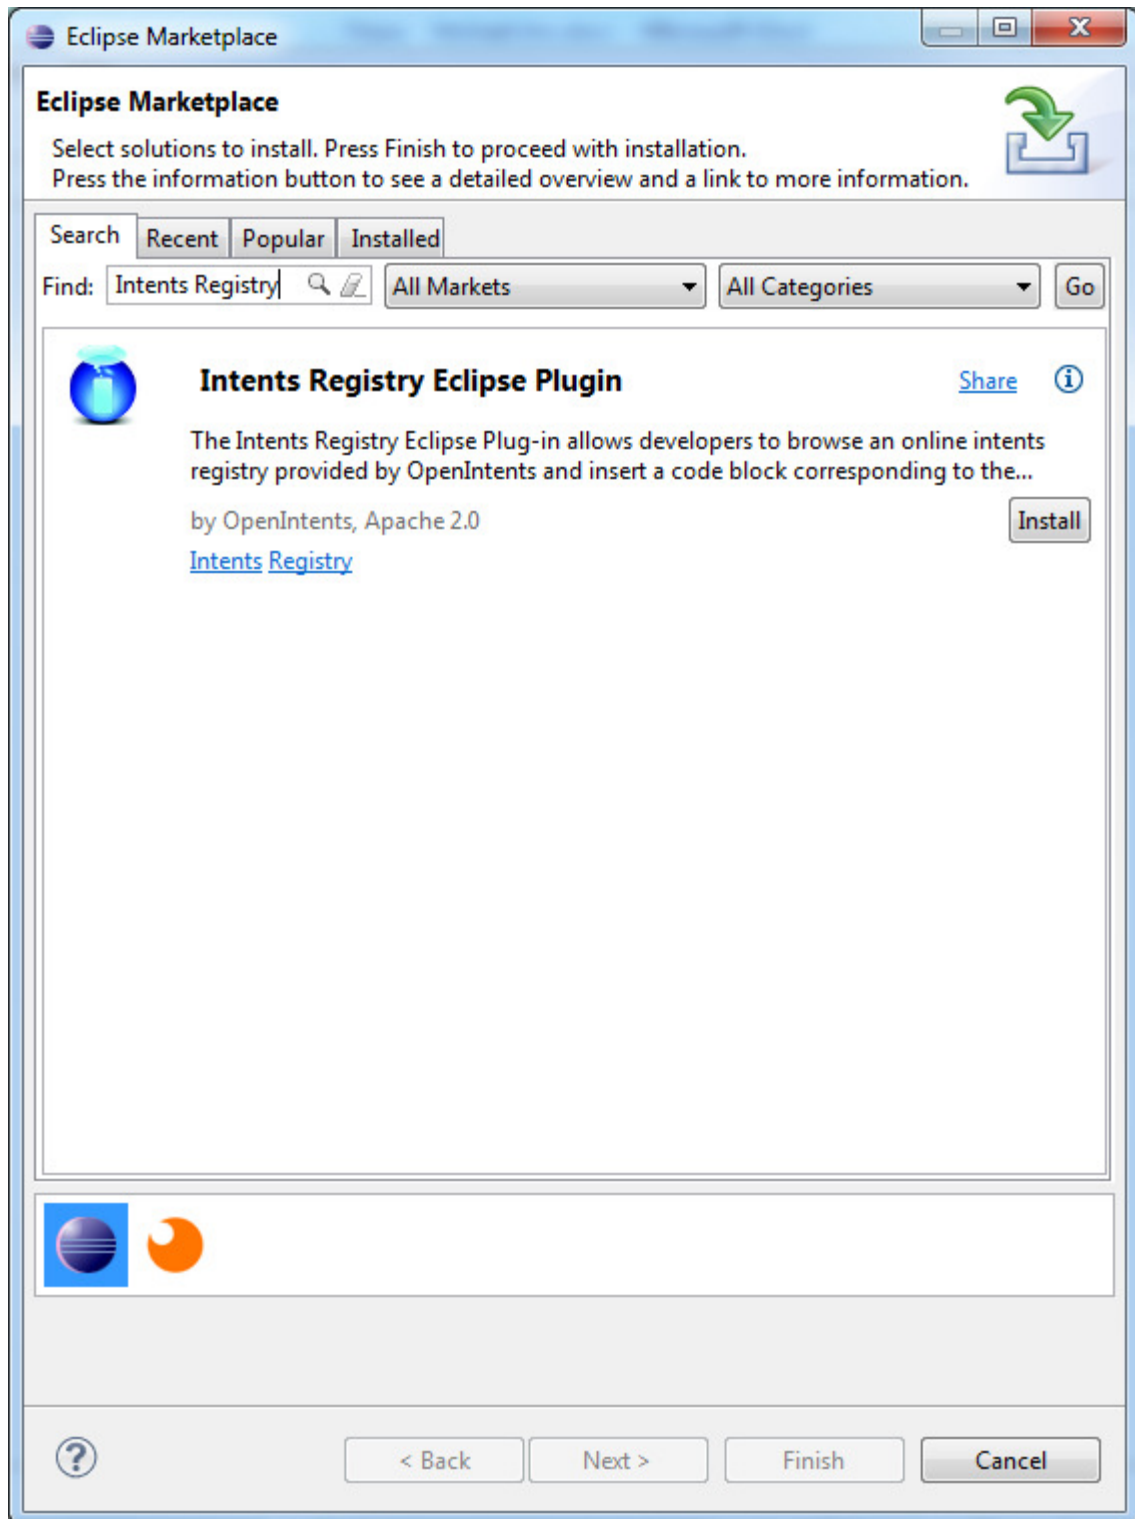 Eclipse Marketplace
Eclipse Marketplace
Select solutions to install. Press Finish to proceed with installation.
Press the information button to see a detailed overview and a link to more information.
Search Recent Popular Installed
Find: Intents Registry All Markets All Categories Go
Intents Registry Eclipse Plugin Share
The Intents Registry Eclipse Plug-in allows developers to browse an online intents
registry provided by OpenIntents and insert a code block corresponding to the...
by OpenIntents, Apache 2.0 Install
Intents Registry
< Back Next > Finish Cancel